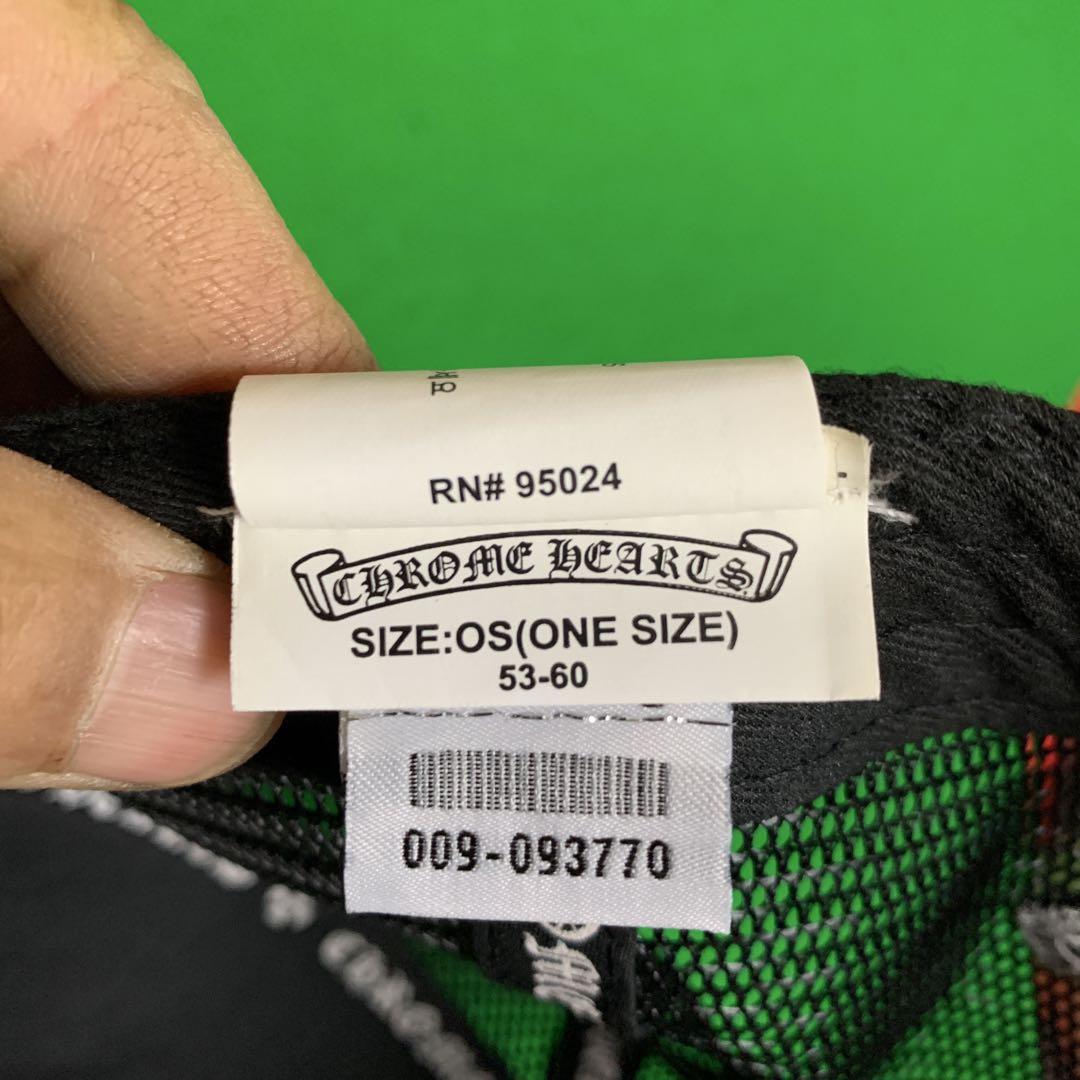 RN# 95024
CHROME HEARTS
SIZE:OS(ONE SIZE)
53-60
009-093770